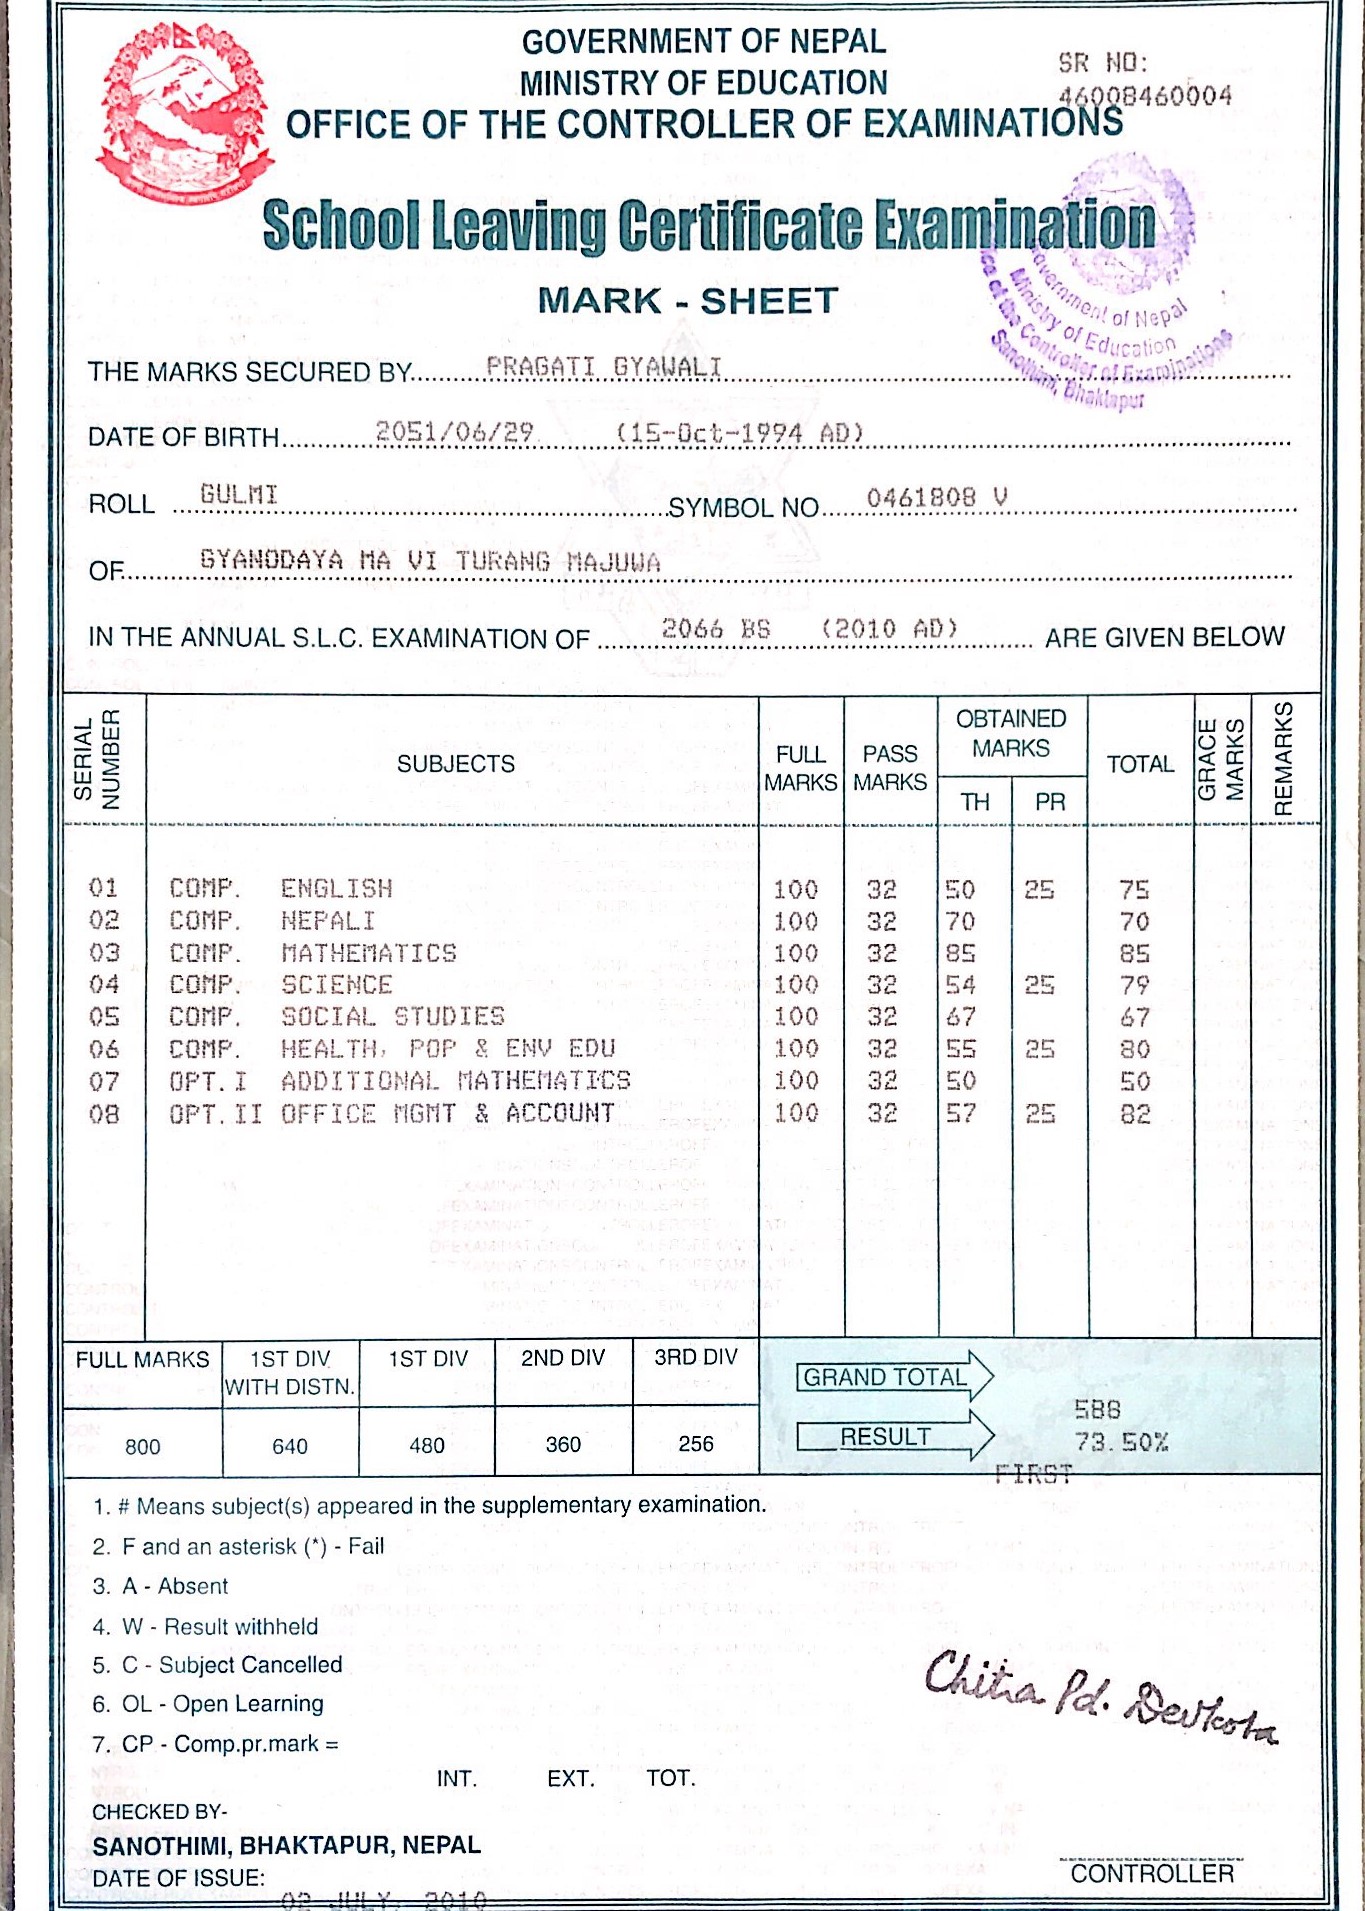 GOVERNMENT OF NEPAL
MINISTRY OF EDUCATION
OFFICE OF THE CONTROLLER OF EXAMINATIONS
SR NO:
46008460004
School Leaving Certificate Examination
MARK - SHEET
Government of Nepal
Ministry of Education
Office of the Controller of Examinations
Sanothimi, Bhaktapur
THE MARKS SECURED BY PRAGATI GYAWALI
DATE OF BIRTH 2051/06/29 (15-Oct-1994 AD)
ROLL GULMI SYMBOL NO 0461808 V
OF GYANODAYA MA VI TURANG MAJUWA
IN THE ANNUAL S.L.C. EXAMINATION OF 2066 BS (2010 AD) ARE GIVEN BELOW
SERIAL NUMBER SUBJECTS FULL MARKS PASS MARKS OBTAINED MARKS TH PR TOTAL GRACE MARKS REMARKS
01 COMP. ENGLISH 100 32 50 25 75
02 COMP. NEPALI 100 32 70 70
03 COMP. MATHEMATICS 100 32 85 85
04 COMP. SCIENCE 100 32 54 25 79
05 COMP. SOCIAL STUDIES 100 32 67 67
06 COMP. HEALTH, POP & ENV EDU 100 32 55 25 80
07 OPT.I ADDITIONAL MATHEMATICS 100 32 50 50
08 OPT.II OFFICE MGMT & ACCOUNT 100 32 57 25 82
FULL MARKS 1ST DIV. WITH DISTN. 1ST DIV 2ND DIV 3RD DIV
800 640 480 360 256
GRAND TOTAL 588
RESULT 73.50%
FIRST
1. # Means subject(s) appeared in the supplementary examination.
2. F and an asterisk (*) - Fail
3. A - Absent
4. W - Result withheld
5. C - Subject Cancelled
6. OL - Open Learning
7. CP - Comp.pr.mark =
INT. EXT. TOT.
Chitra Pd. Devkota
CHECKED BY-
SANOTHIMI, BHAKTAPUR, NEPAL
DATE OF ISSUE:
02 JULY, 2010
CONTROLLER